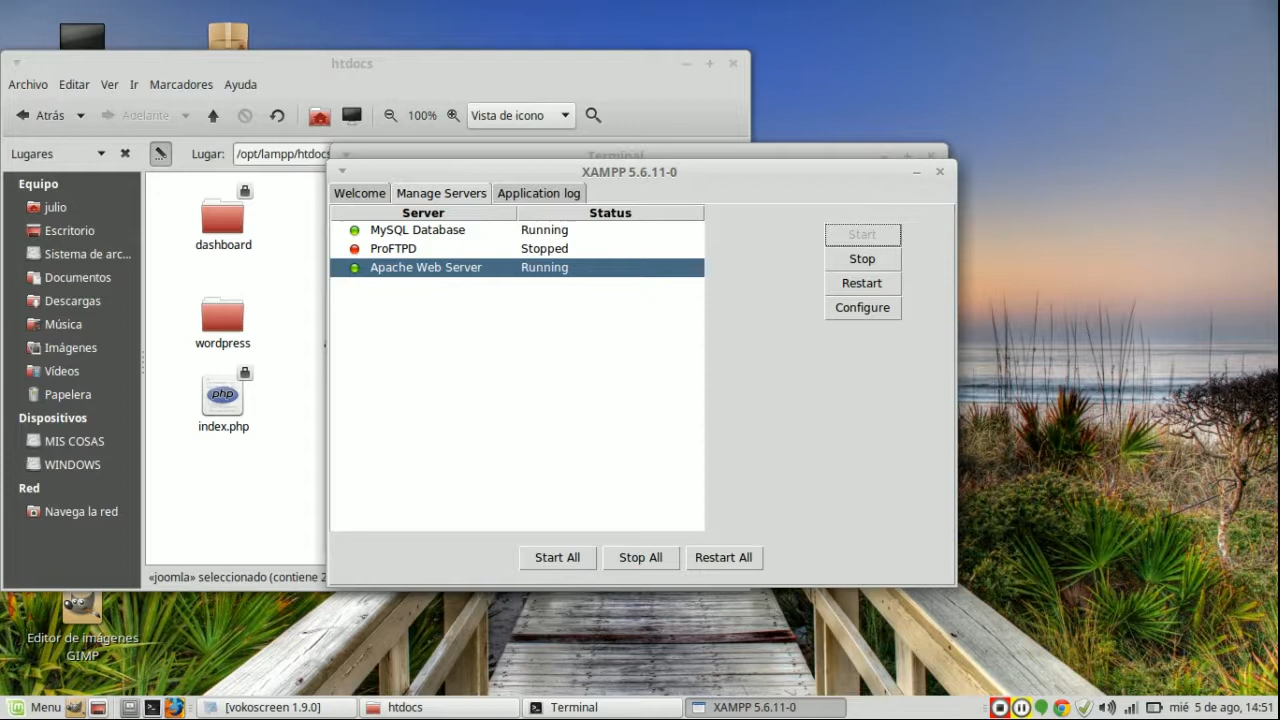 htdocs
Archivo Editar Ver Ir Marcadores Ayuda
Atrás Adelante 100% Vista de icono
Lugares Lugar: /opt/lampp/htdocs
Equipo
julio
Escritorio
Sistema de arc...
Documentos
Descargas
Música
Imágenes
Vídeos
Papelera
Dispositivos
MIS COSAS
WINDOWS
Red
Navega la red
dashboard
wordpress
php
index.php
«joomla» seleccionado (contiene 2
Terminal
XAMPP 5.6.11-0
Welcome Manage Servers Application log
Server Status
MySQL Database Running
ProFTPD Stopped
Apache Web Server Running
Start
Stop
Restart
Configure
Start All Stop All Restart All
Editor de imágenes
GIMP
Menu [vokoscreen 1.9.0] htdocs Terminal XAMPP 5.6.11-0 mié 5 de ago, 14:51